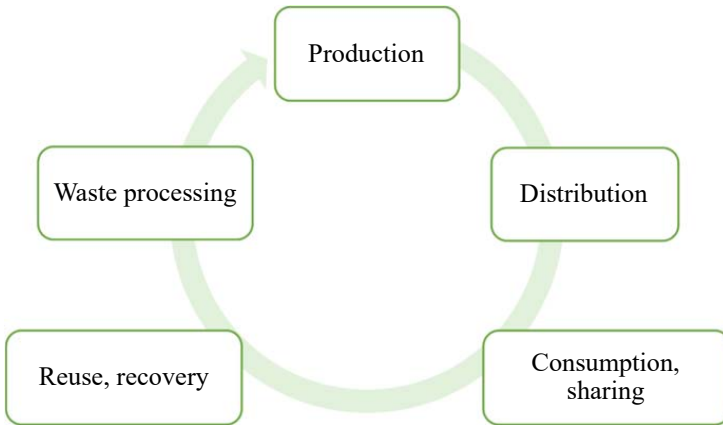 Production
Distribution
Consumption,
sharing
Reuse, recovery
Waste processing